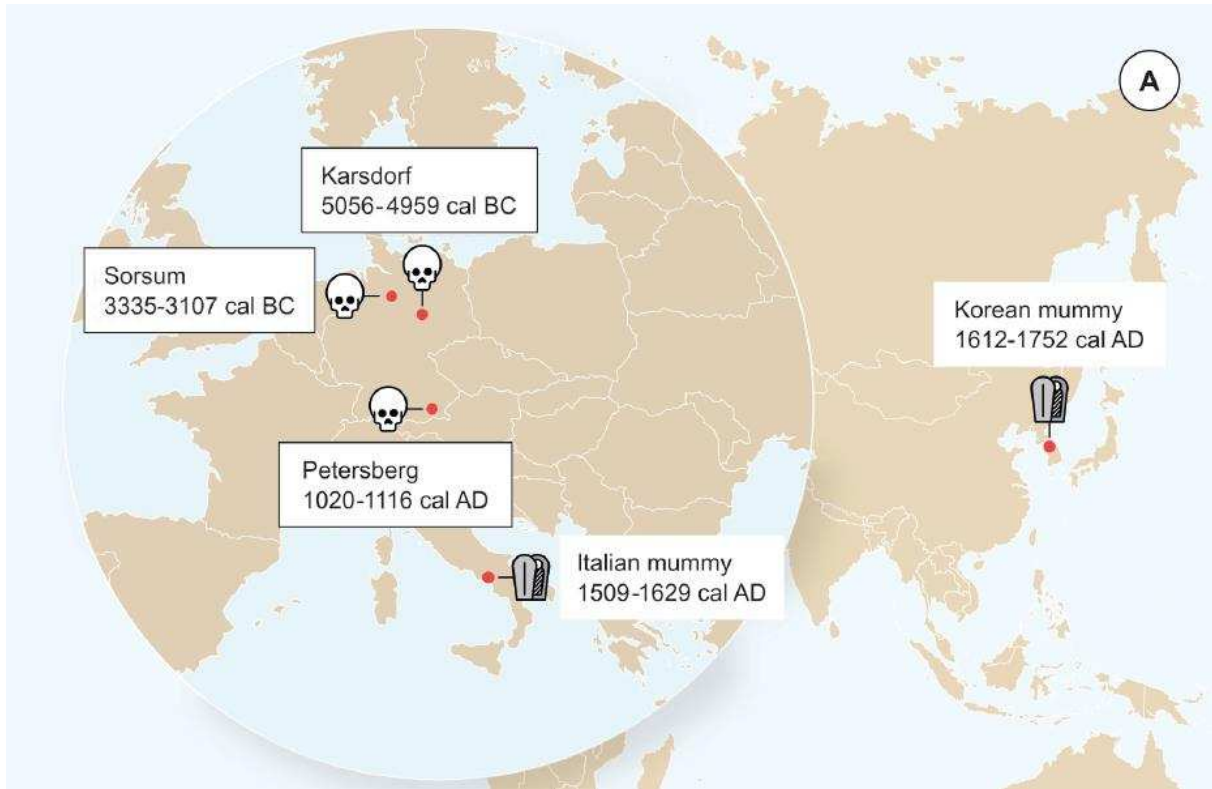 A
Karsdorf
5056-4959 cal BC
Sorsum
3335-3107 cal BC
Korean mummy
1612-1752 cal AD
Petersberg
1020-1116 cal AD
Italian mummy
1509-1629 cal AD